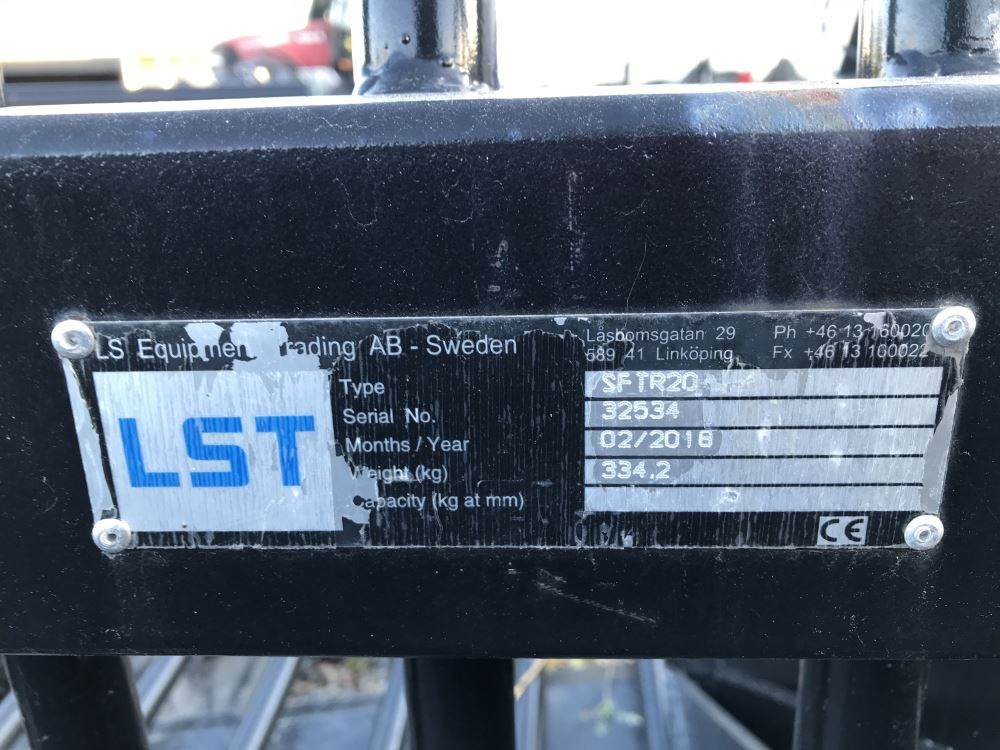 LS Equipment Trading AB - Sweden
Låsbomsgatan 29 Ph +46 13 160020
589 41 Linköping Fx +46 13 160022
LST
Type SFTR20
Serial No. 32534
Months / Year 02/2018
Weight (kg) 334.2
Capacity (kg at mm)
CE